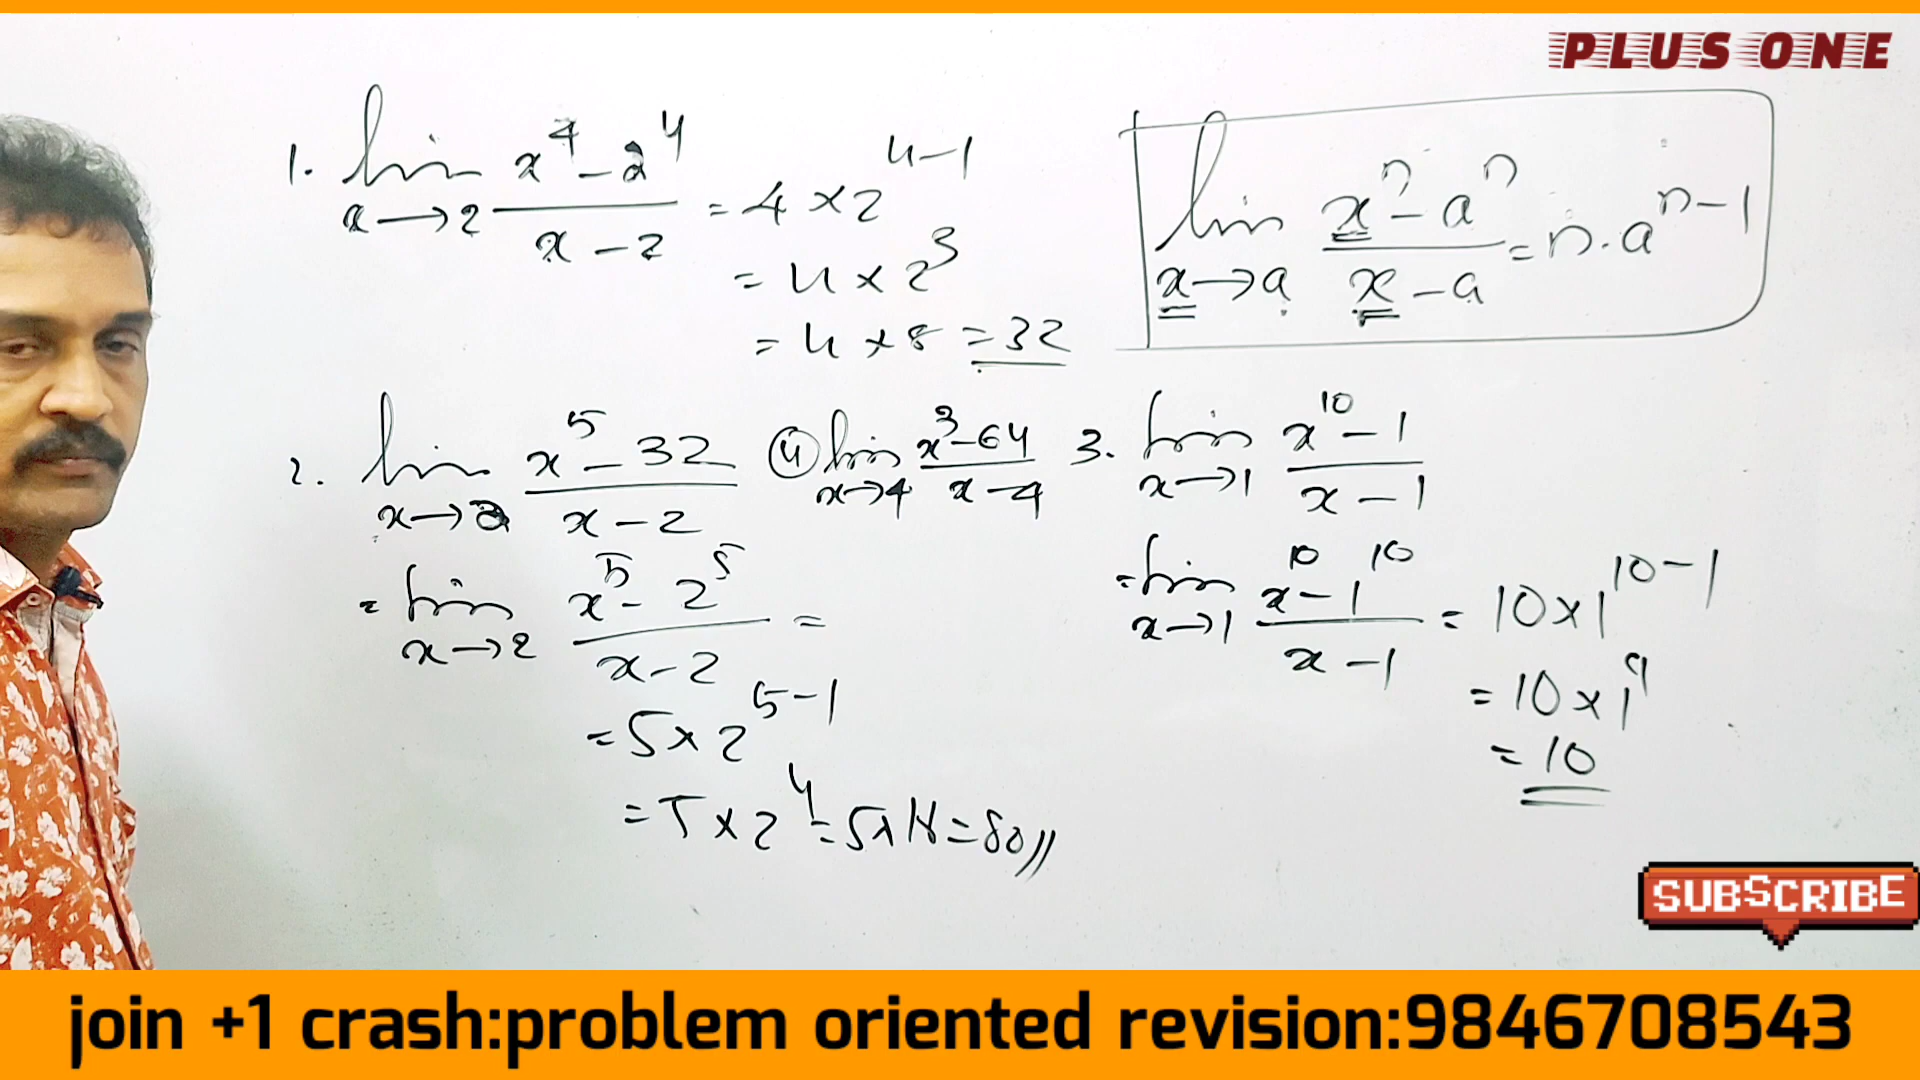 PLUS ONE
1. lim x⁴ - 2⁴ / x - 2 = 4 × 2^(4-1)
x→2
= 4 × 2³
= 4 × 8 = 32
lim xⁿ - aⁿ / x - a = n·a^(n-1)
x→a
2. lim x⁵ - 32 / x - 2
x→2
= lim x⁵ - 2⁵ / x - 2 =
x→2
= 5 × 2^(5-1)
= 5 × 2⁴ = 5 × 16 = 80 //
④ lim x³ - 64 / x - 4
x→4
3. lim x¹⁰ - 1 / x - 1
x→1
= lim x¹⁰ - 1¹⁰ / x - 1 = 10 × 1^(10-1)
x→1
= 10 × 1⁹
= 10
SUBSCRIBE
join +1 crash:problem oriented revision:9846708543